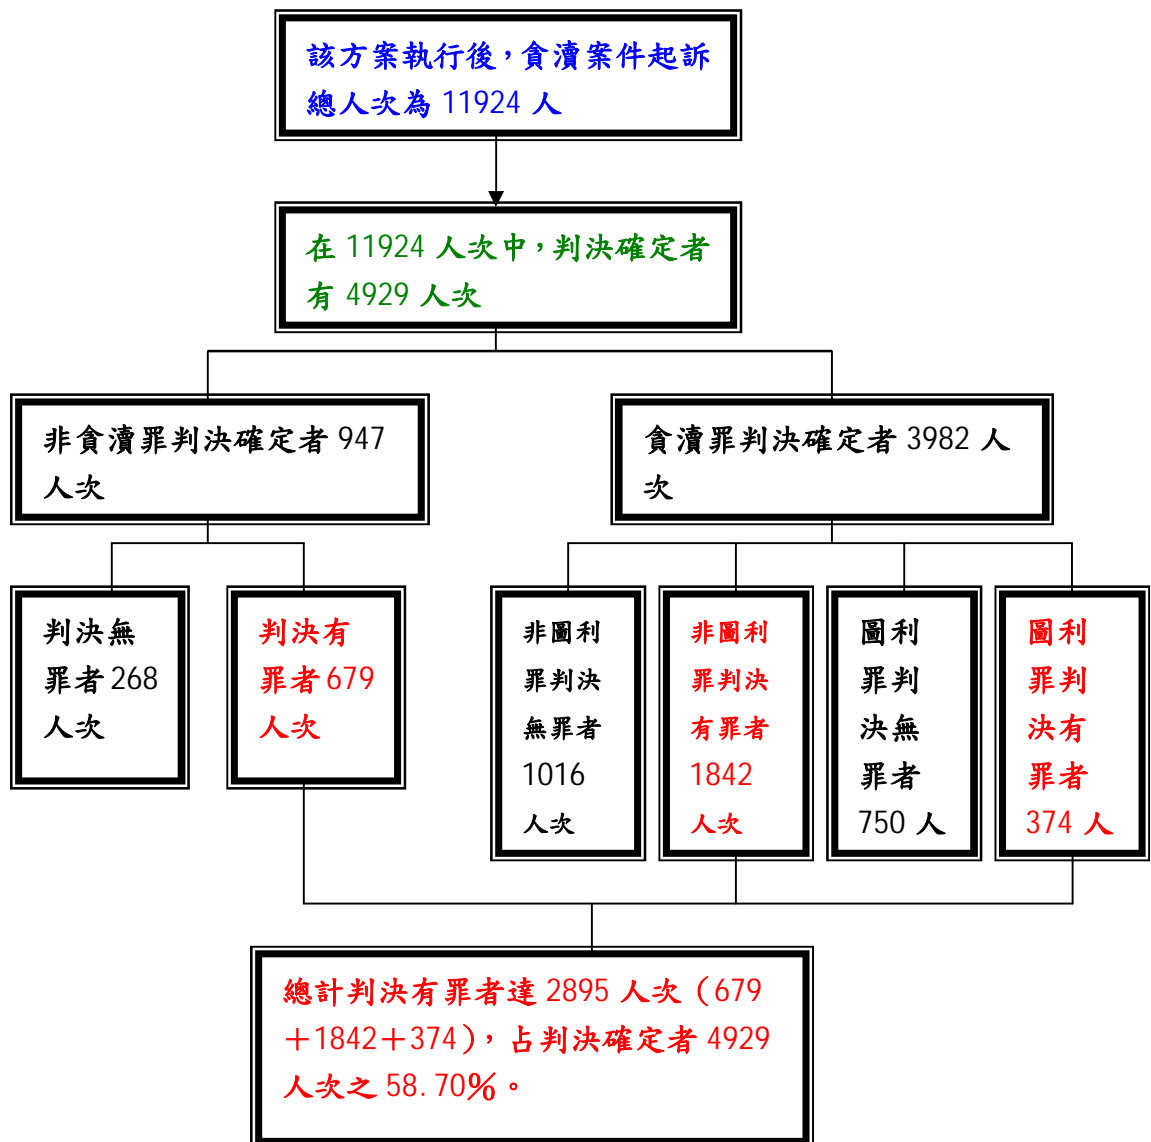 該方案執行後，貪瀆案件起訴
總人次為 11924 人
在 11924 人次中，判決確定者
有 4929 人次
非貪瀆罪判決確定者 947
人次
貪瀆罪判決確定者 3982 人
次
判決無
罪者 268
人次
判決有
罪者 679
人次
非圖利
罪判決
無罪者
1016
人次
非圖利
罪判決
有罪者
1842
人次
圖利
罪判
決無
罪者
750 人
圖利
罪判
決有
罪者
374 人
總計判決有罪者達 2895 人次（679
＋1842＋374），占判決確定者 4929
人次之 58.70％。